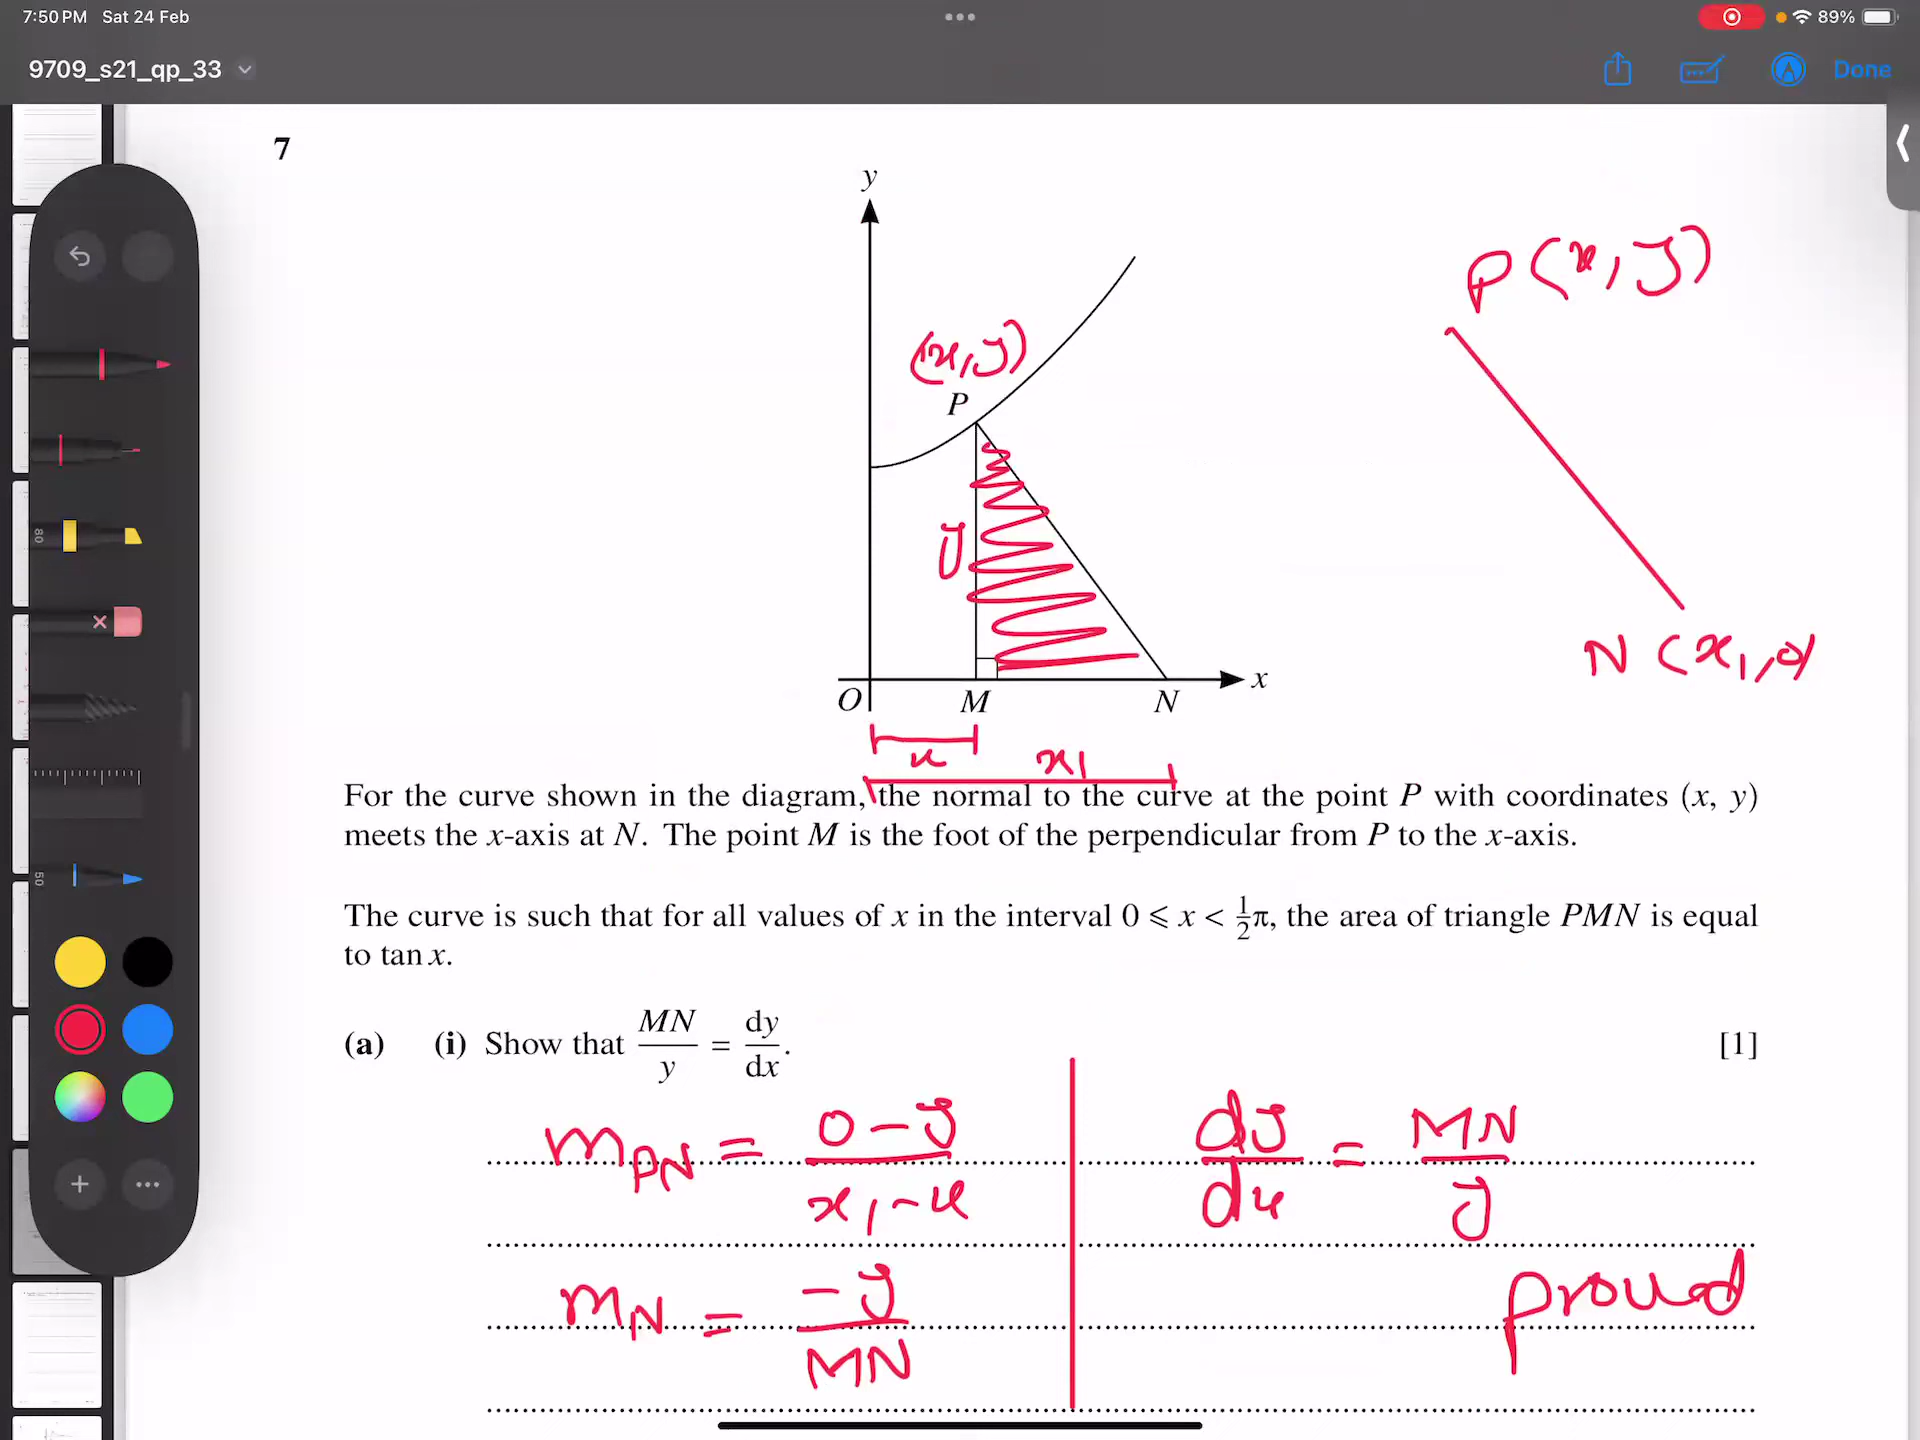 7:50 PM Sat 24 Feb
89%
9709_s21_qp_33
Done
7
y
P(x, y)
(x, y)
P
y
N(x1, 0)
O M N x
x x1
For the curve shown in the diagram, the normal to the curve at the point P with coordinates (x, y)
meets the x-axis at N. The point M is the foot of the perpendicular from P to the x-axis.
The curve is such that for all values of x in the interval 0 ⩽ x < 1/2 π, the area of triangle PMN is equal
to tan x.
(a) (i) Show that MN/y = dy/dx. [1]
mPN = (0 - y)/(x1 - x)
dy/dx = MN/y
mN = -y/MN
proved
80
50